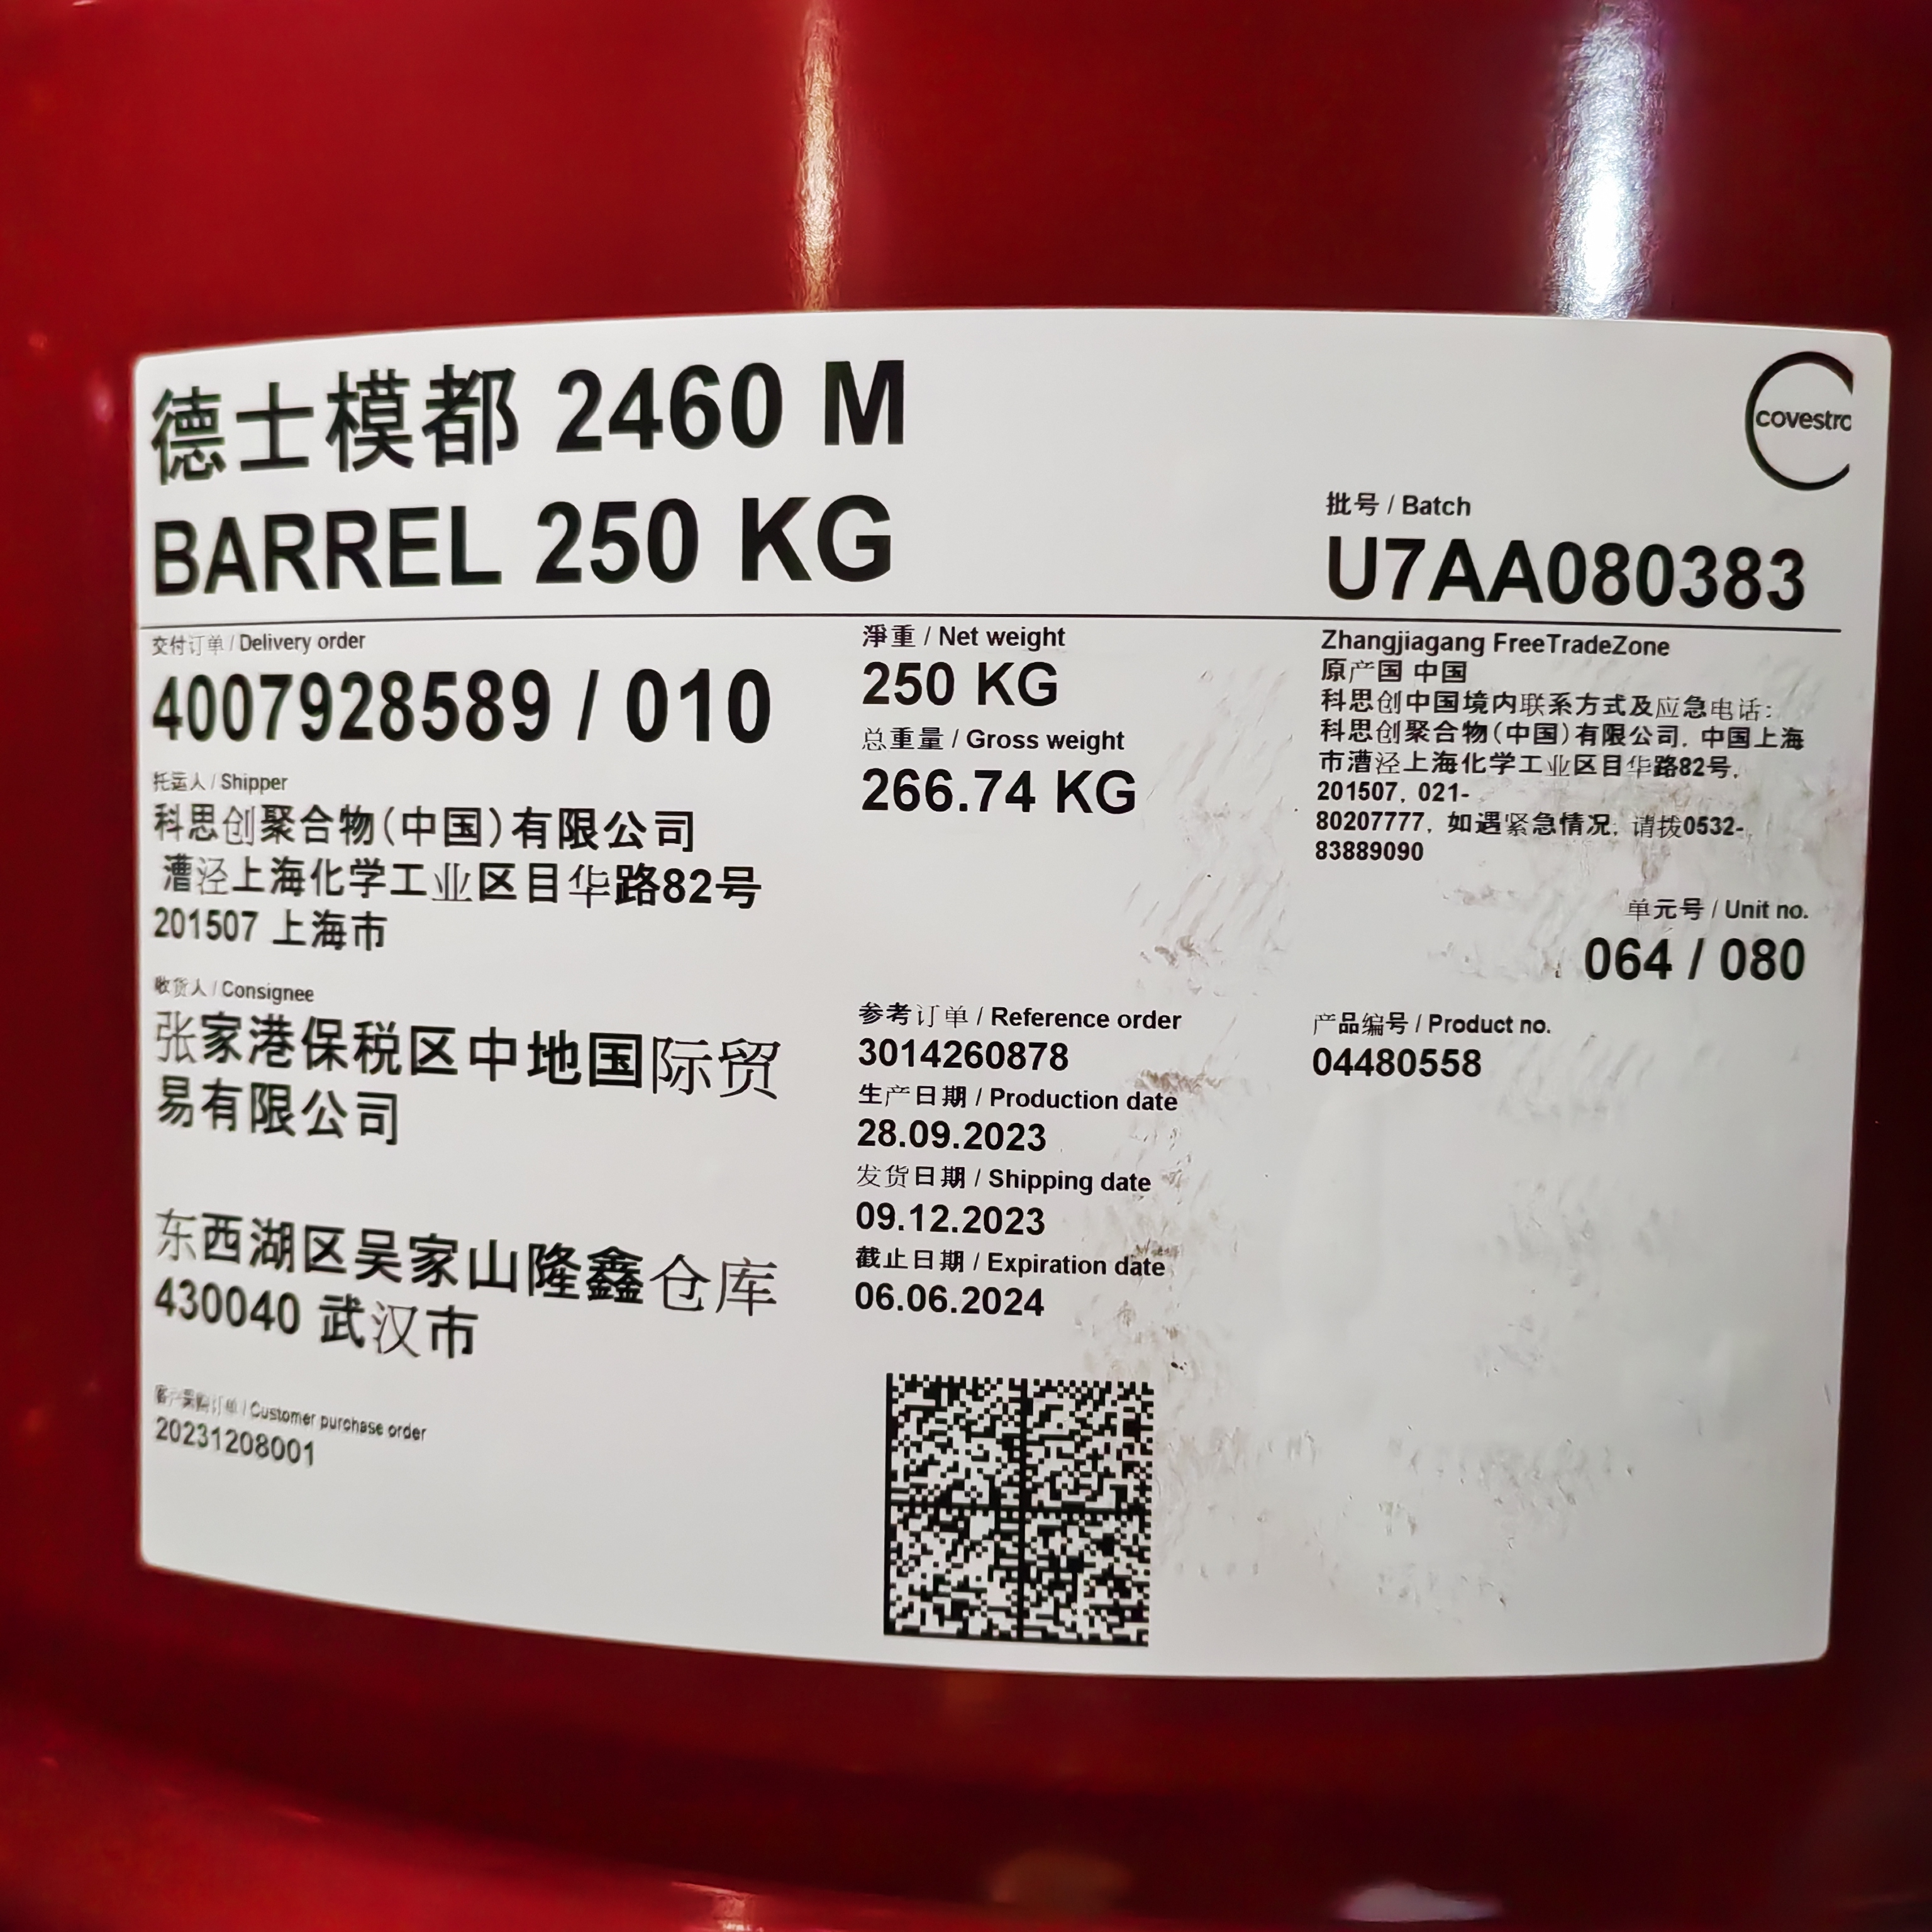 德士模都 2460 M
BARREL 250 KG
covestro
批号 / Batch
U7AA080383
交付订单 / Delivery order
4007928589 / 010
托运人 / Shipper
科思创聚合物(中国)有限公司
漕泾上海化学工业区目华路82号
201507 上海市
收货人 / Consignee
张家港保税区中地国际贸
易有限公司
东西湖区吴家山隆鑫仓库
430040 武汉市
客户采购订单 / Customer purchase order
20231208001
淨重 / Net weight
250 KG
总重量 / Gross weight
266.74 KG
参考订单 / Reference order
3014260878
生产日期 / Production date
28.09.2023
发货日期 / Shipping date
09.12.2023
截止日期 / Expiration date
06.06.2024
Zhangjiagang FreeTradeZone
原产国 中国
科思创中国境内联系方式及应急电话:
科思创聚合物(中国)有限公司, 中国上海
市漕泾上海化学工业区目华路82号,
201507, 021-
80207777, 如遇紧急情况, 请拨0532-
83889090
单元号 / Unit no.
064 / 080
产品编号 / Product no.
04480558